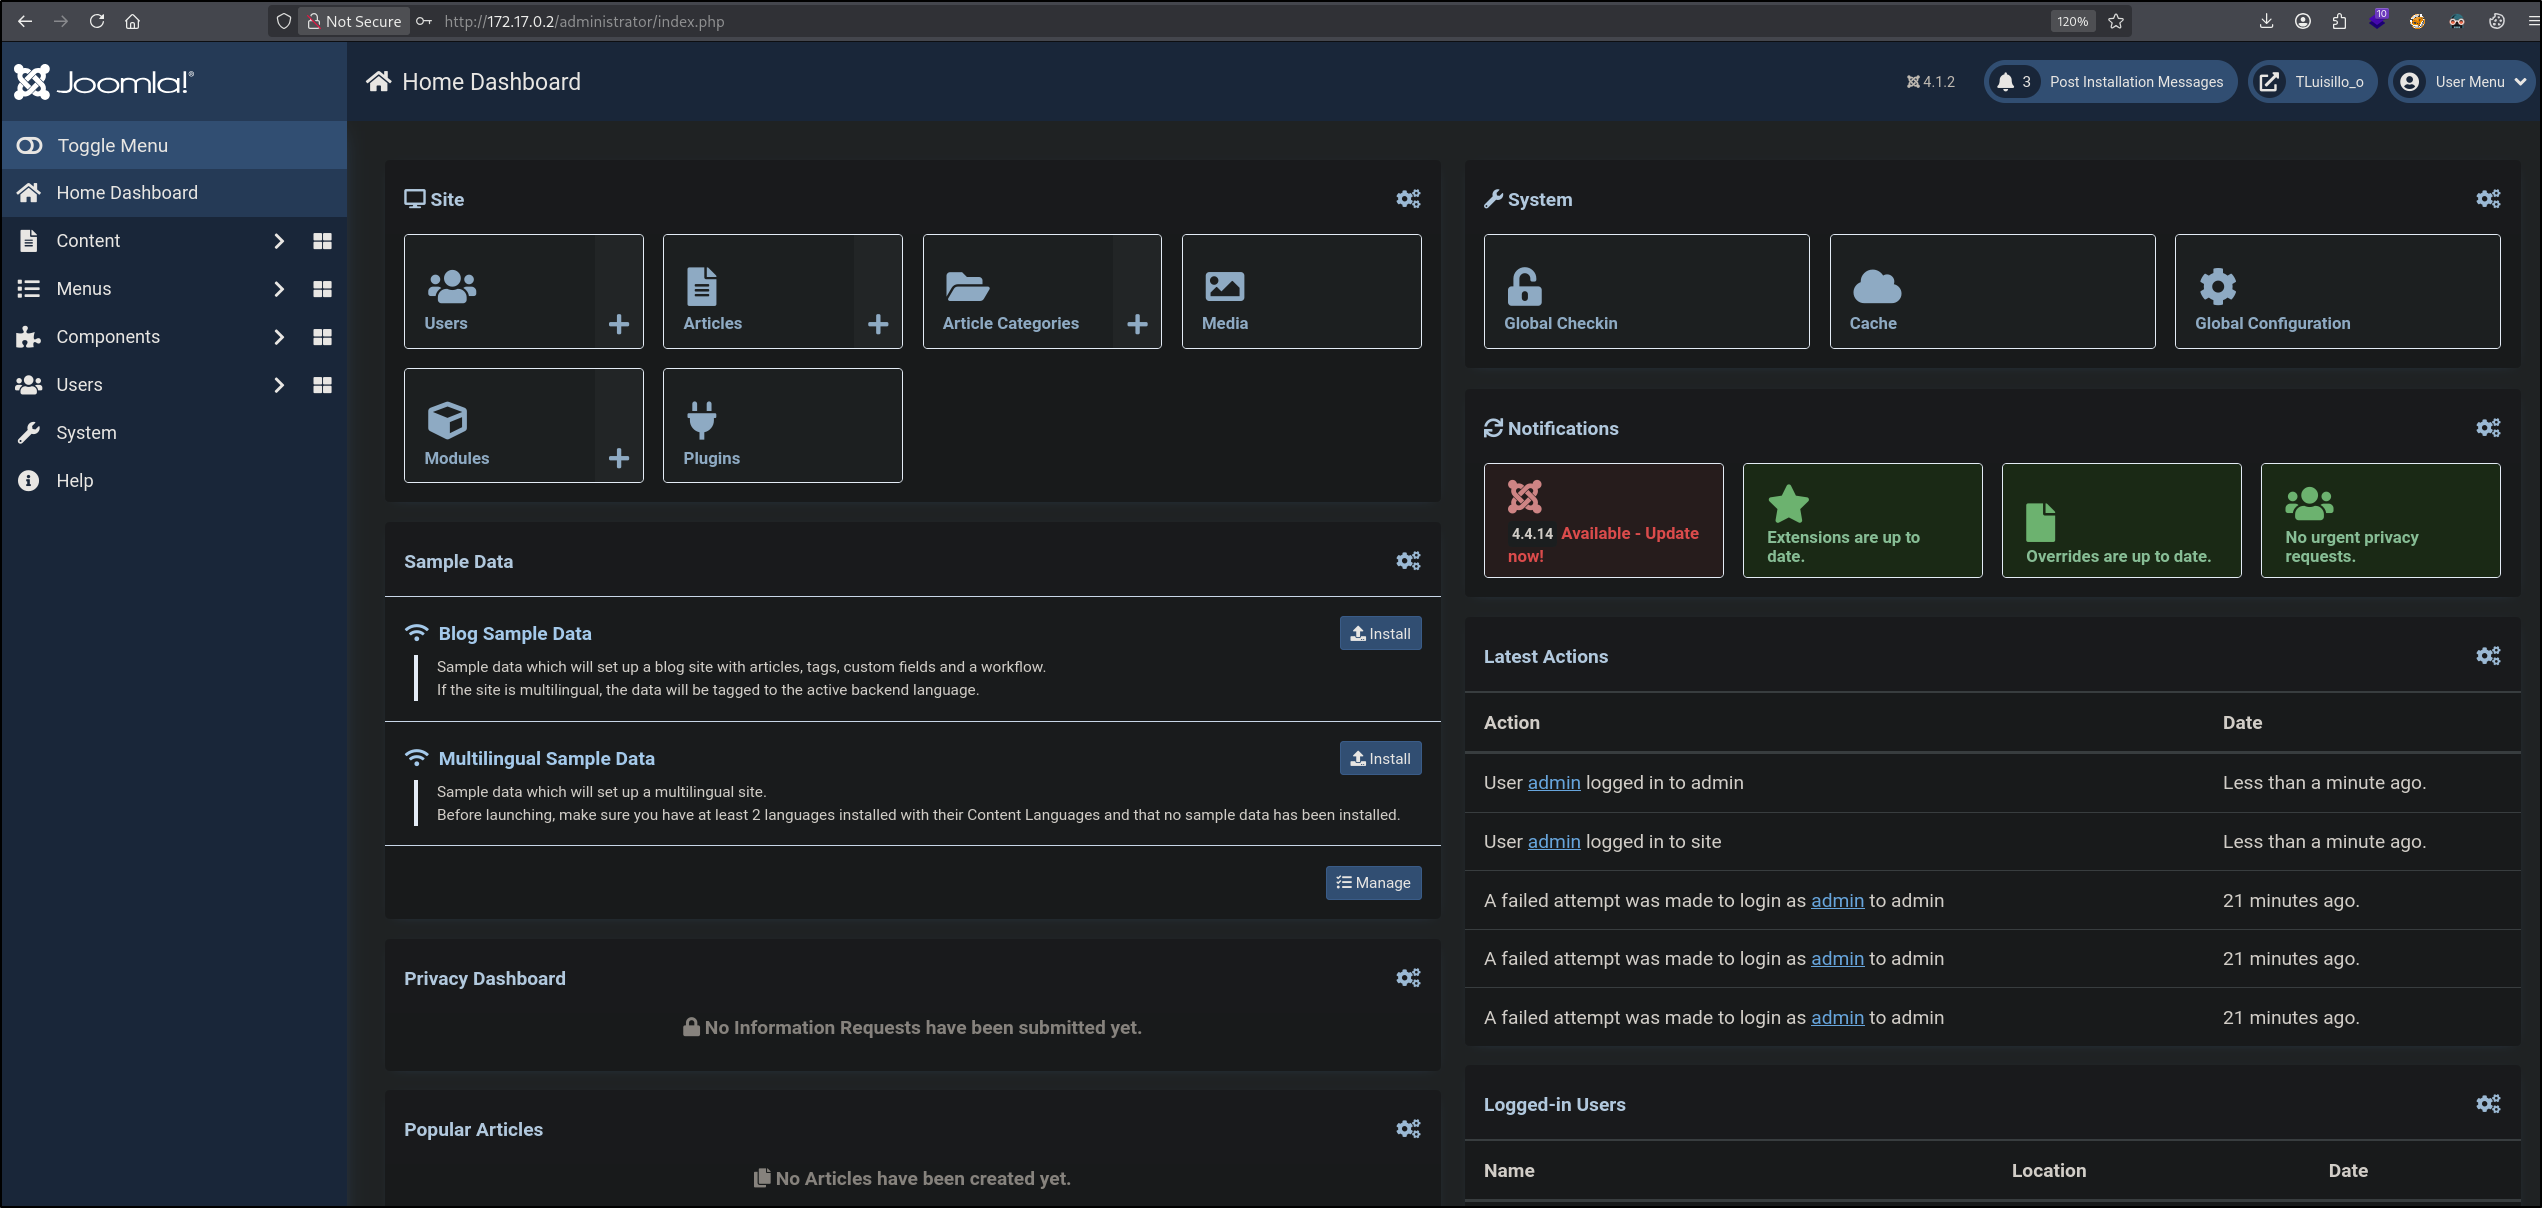 Not Secure
http://172.17.0.2/administrator/index.php
120%
10
Joomla!®
Home Dashboard
4.1.2
3 Post Installation Messages
TLuisillo_o
User Menu
Toggle Menu
Home Dashboard
Content
Menus
Components
Users
System
Help
Site
Users
Articles
Article Categories
Media
Modules
Plugins
Sample Data
Blog Sample Data
Install
Sample data which will set up a blog site with articles, tags, custom fields and a workflow.
If the site is multilingual, the data will be tagged to the active backend language.
Multilingual Sample Data
Install
Sample data which will set up a multilingual site.
Before launching, make sure you have at least 2 languages installed with their Content Languages and that no sample data has been installed.
Manage
Privacy Dashboard
No Information Requests have been submitted yet.
Popular Articles
No Articles have been created yet.
System
Global Checkin
Cache
Global Configuration
Notifications
4.4.14 Available - Update
now!
Extensions are up to
date.
Overrides are up to date.
No urgent privacy
requests.
Latest Actions
Action Date
User admin logged in to admin Less than a minute ago.
User admin logged in to site Less than a minute ago.
A failed attempt was made to login as admin to admin 21 minutes ago.
A failed attempt was made to login as admin to admin 21 minutes ago.
A failed attempt was made to login as admin to admin 21 minutes ago.
Logged-in Users
Name Location Date